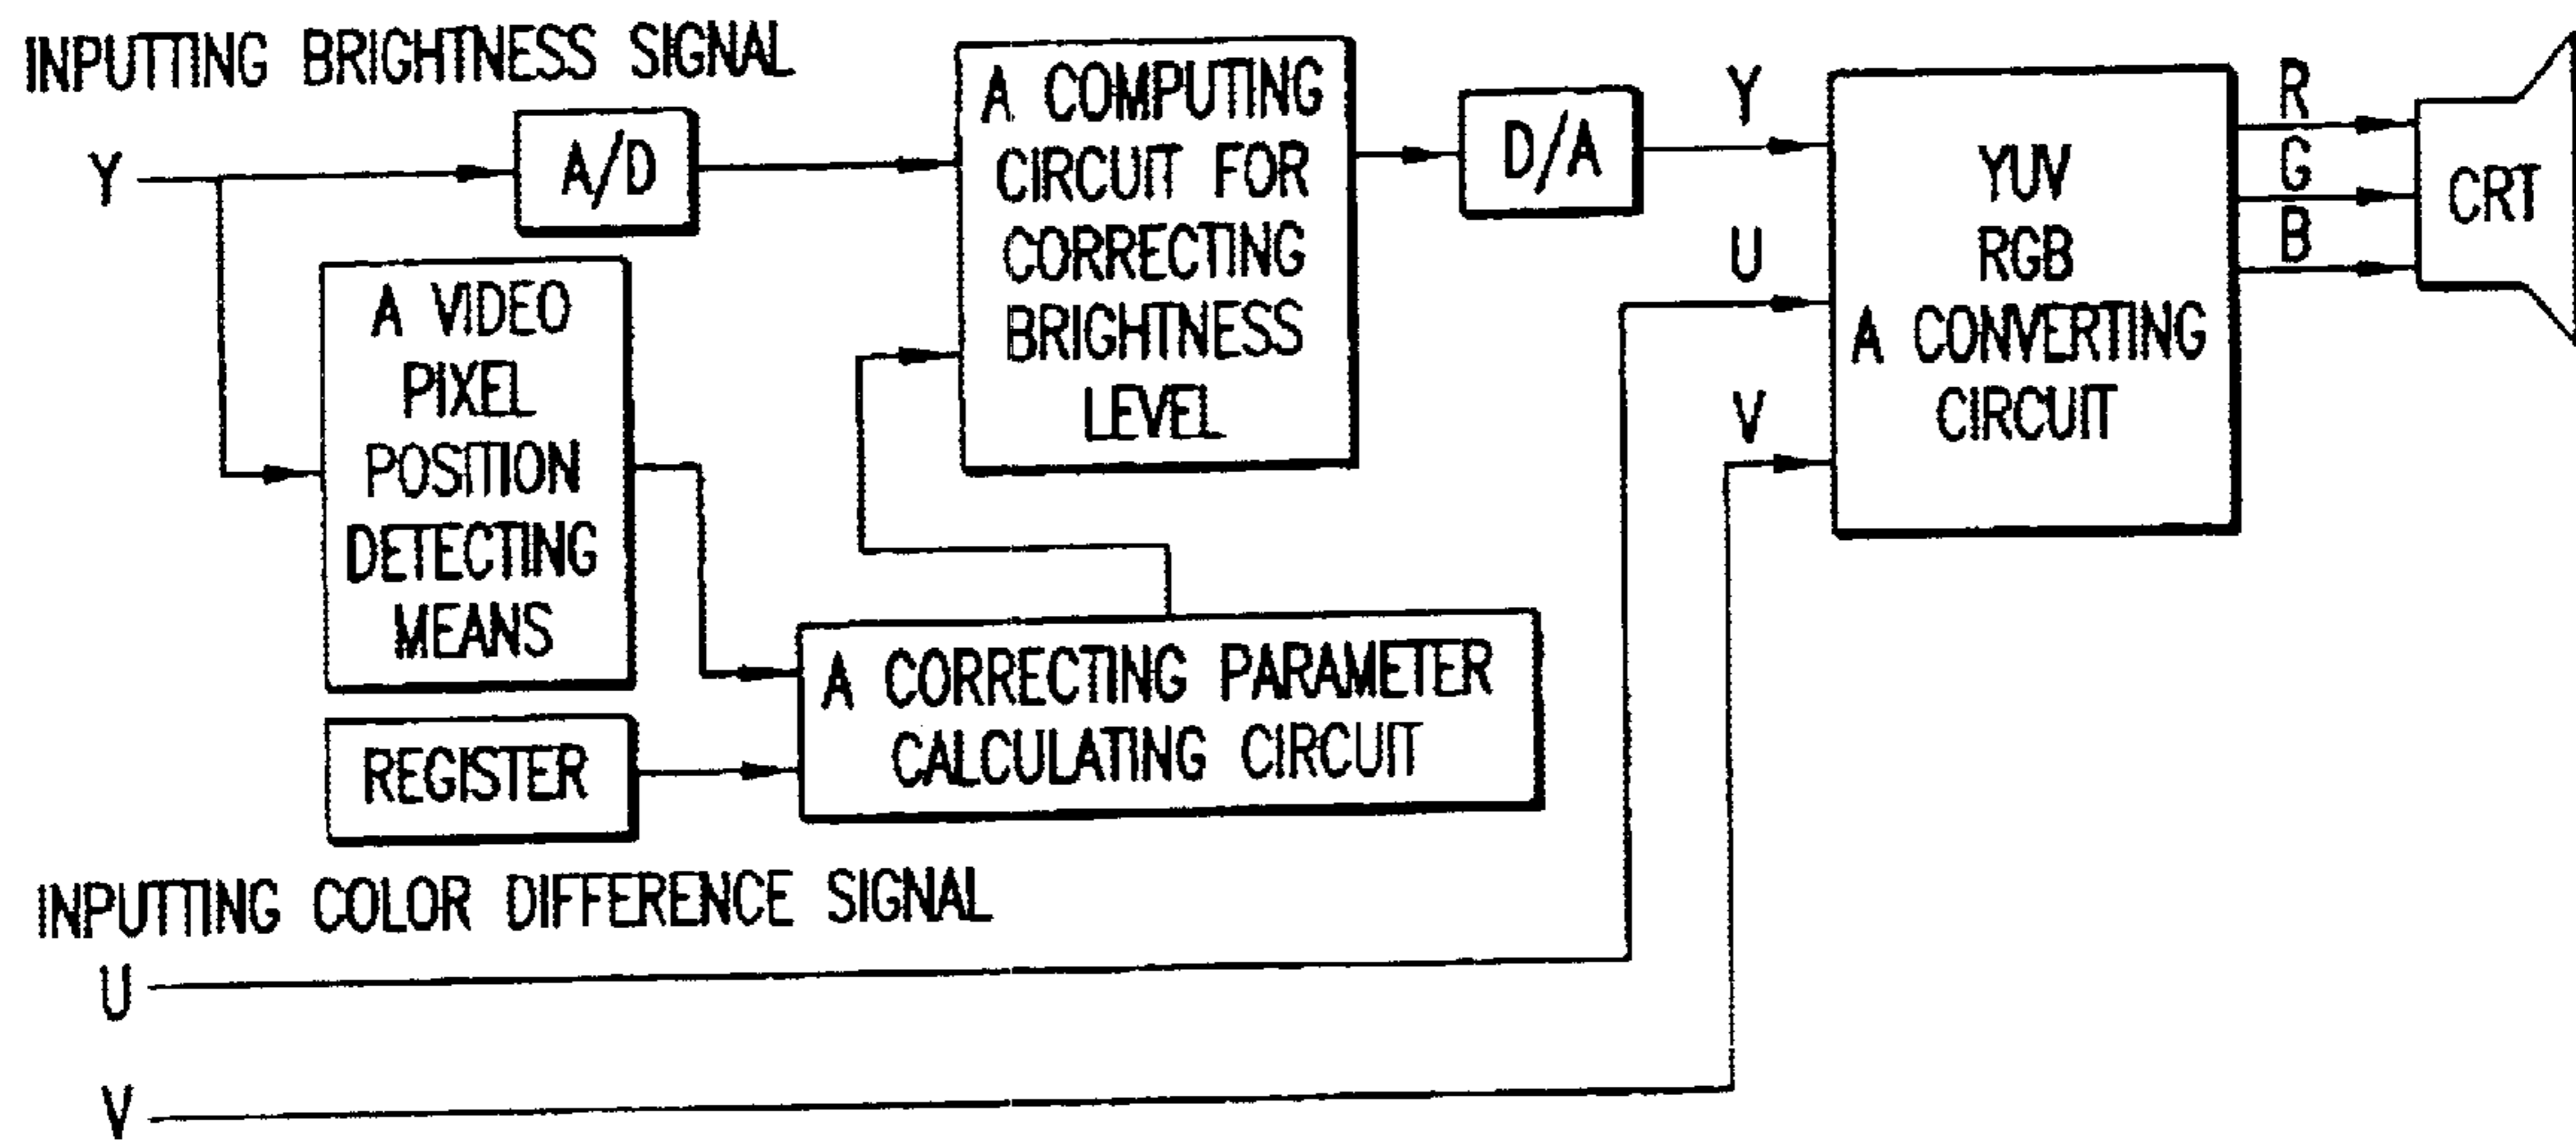 INPUTTING BRIGHTNESS SIGNAL
Y
A/D
A COMPUTING
CIRCUIT FOR
CORRECTING
BRIGHTNESS
LEVEL
D/A
Y
U
V
YUV
RGB
A CONVERTING
CIRCUIT
R
G
B
CRT
A VIDEO
PIXEL
POSITION
DETECTING
MEANS
REGISTER
A CORRECTING PARAMETER
CALCULATING CIRCUIT
INPUTTING COLOR DIFFERENCE SIGNAL
U
V